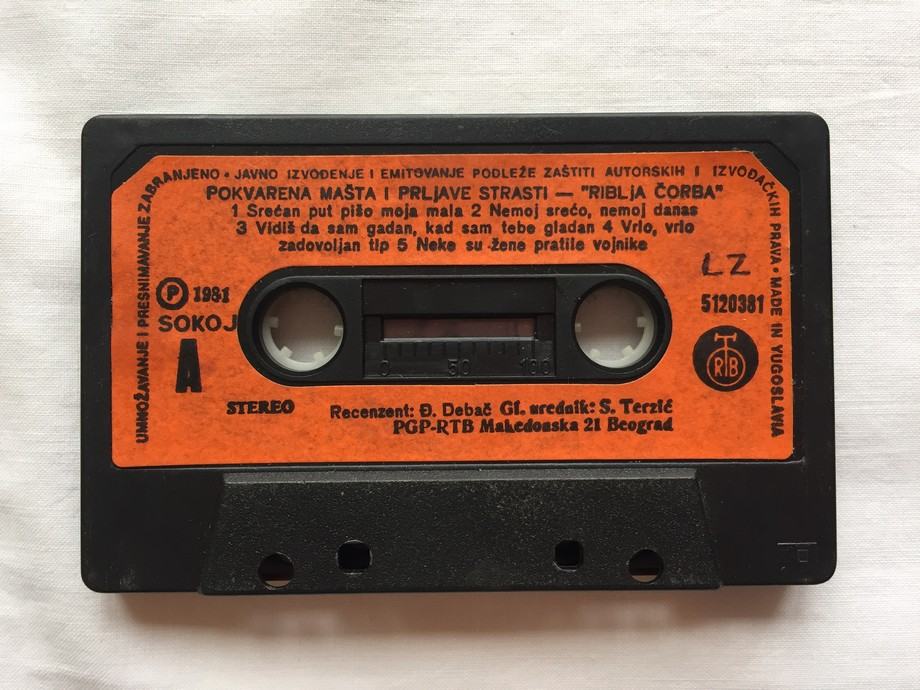 UMNOŽAVANJE I PRESNIMAVANJE ZABRANJENO • JAVNO IZVOĐENJE I EMITOVANJE PODLEŽE ZAŠTITI AUTORSKIH I IZVOĐAČKIH PRAVA • MADE IN YUGOSLAVIA
POKVARENA MAŠTA I PRLJAVE STRASTI — "RIBLJA ČORBA"
1 Srećan put pišo moja mala 2 Nemoj srećo, nemoj danas
3 Vidiš da sam gadan, kad sam tebe gladan 4 Vrlo, vrlo
zadovoljan tip 5 Neke su žene pratile vojnike
LZ
P 1981
5120381
SOKOJ
A
RTB
0 50 100
STEREO
Recenzent: Đ. Debač Gl. urednik: S. Terzić
PGP-RTB Makedonska 21 Beograd